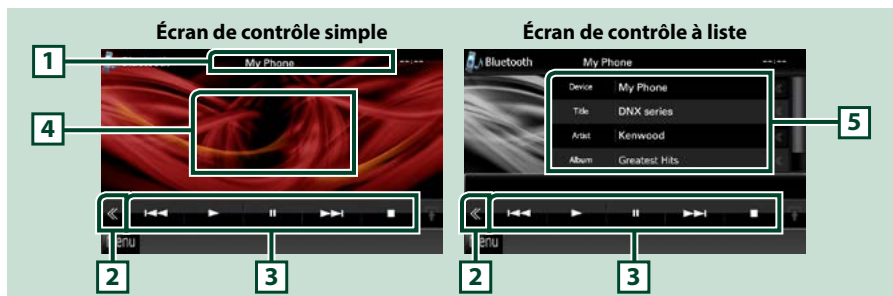 Écran de contrôle simple
Écran de contrôle à liste
1
Bluetooth
My Phone
--:--
4
2
3
Bluetooth
My Phone
--:--
Device My Phone
Title DNX series
Artist Kenwood
Album Greatest Hits
5
2
3